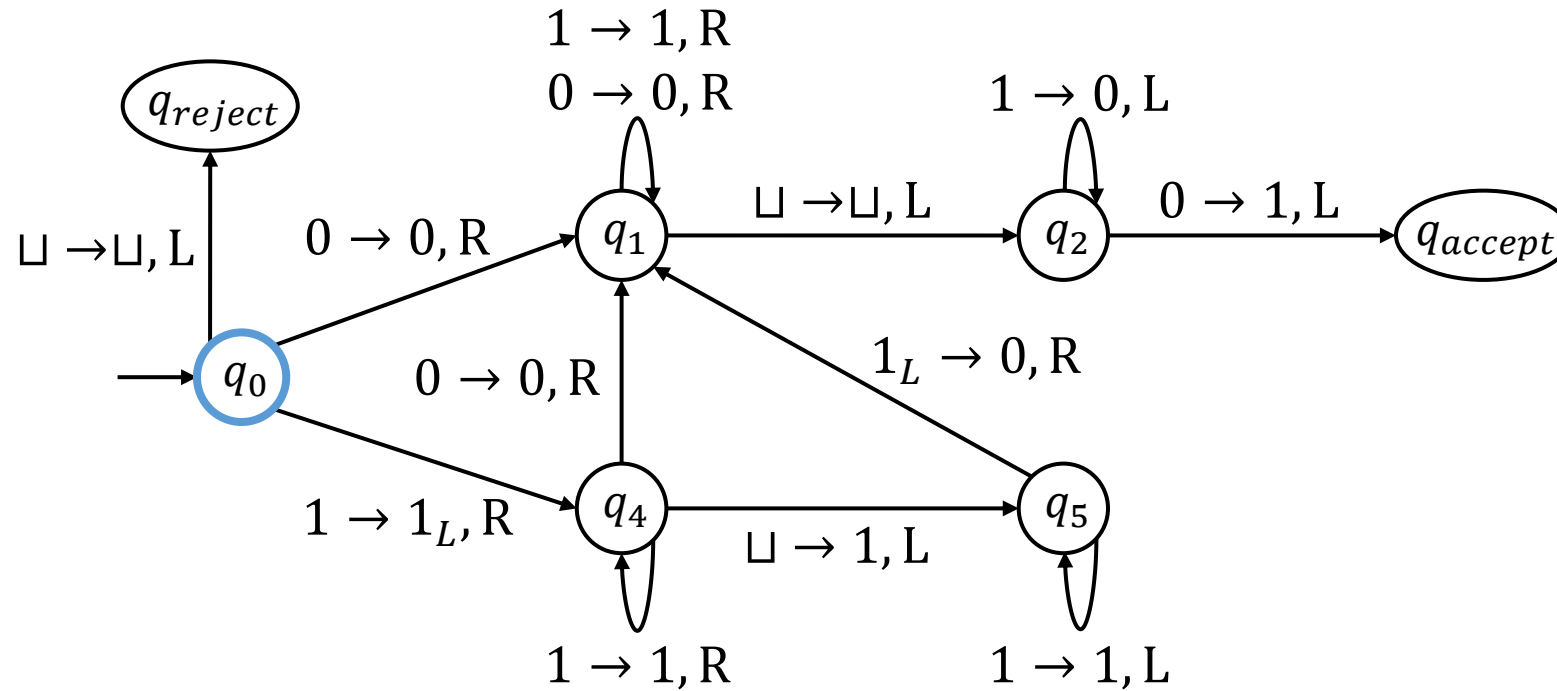 1 → 1, R
0 → 0, R
1 → 0, L
q_reject
⊔ →⊔, L
0 → 0, R
q_1
⊔ →⊔, L
q_2
0 → 1, L
q_accept
q_0
0 → 0, R
1_L → 0, R
1 → 1_L, R
q_4
⊔ → 1, L
q_5
1 → 1, R
1 → 1, L